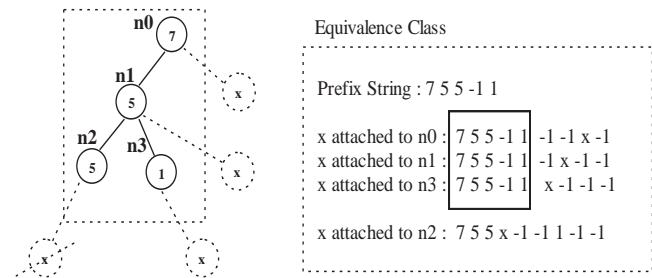 n0
7
n1
x
5
n2
n3
5
1
x
x
x
Equivalence Class
Prefix String : 7 5 5 -1 1
x attached to n0 : 7 5 5 -1 1 -1 -1 x -1
x attached to n1 : 7 5 5 -1 1 -1 x -1 -1
x attached to n3 : 7 5 5 -1 1 x -1 -1 -1
x attached to n2 : 7 5 5 x -1 -1 1 -1 -1